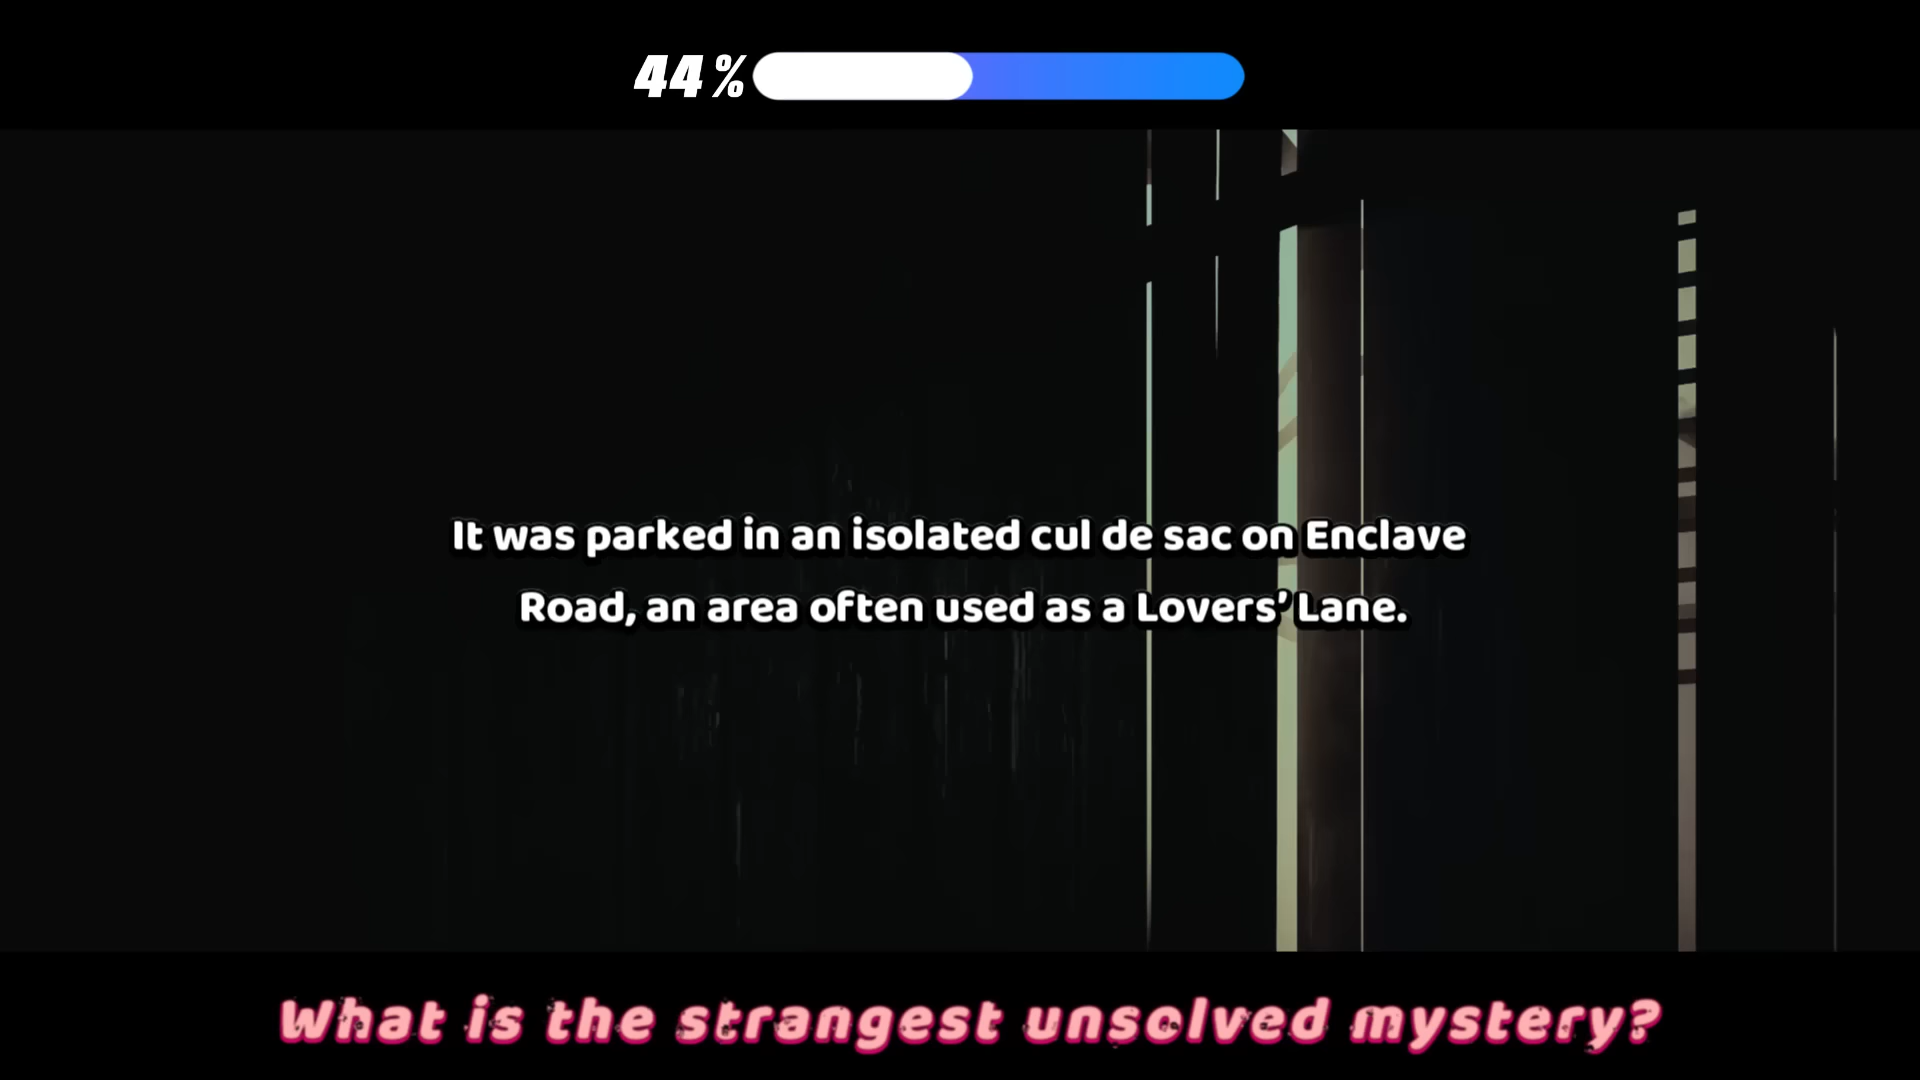 44%
It was parked in an isolated cul de sac on Enclave
Road, an area often used as a Lovers’ Lane.
What is the strangest unsolved mystery?